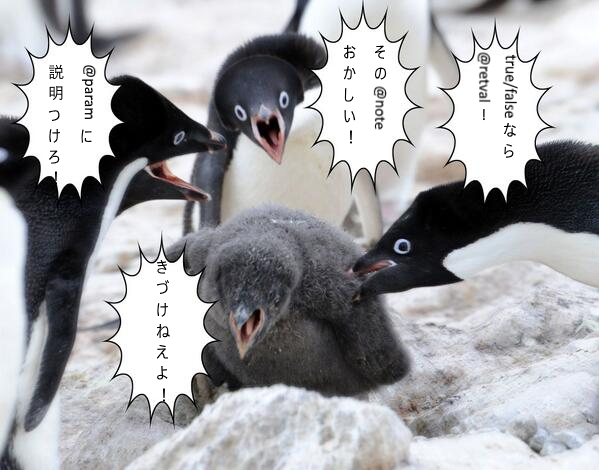 true/false なら
@retval！
その @note
おかしい！
@param に
説明つけろ！
きづけねえよ！